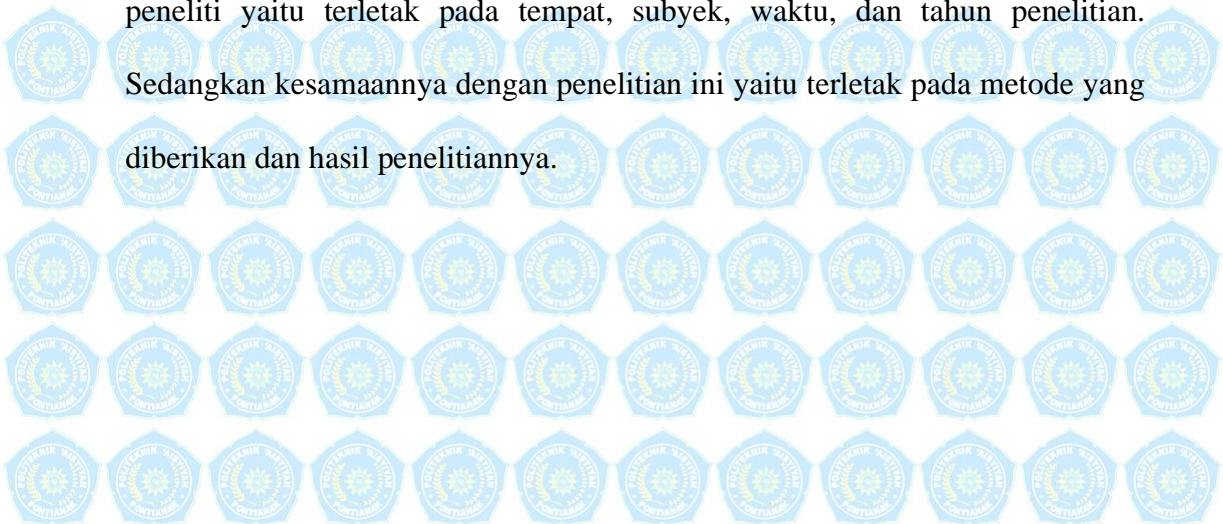 peneliti yaitu terletak pada tempat, subyek, waktu, dan tahun penelitian.
Sedangkan kesamaannya dengan penelitian ini yaitu terletak pada metode yang
diberikan dan hasil penelitiannya.